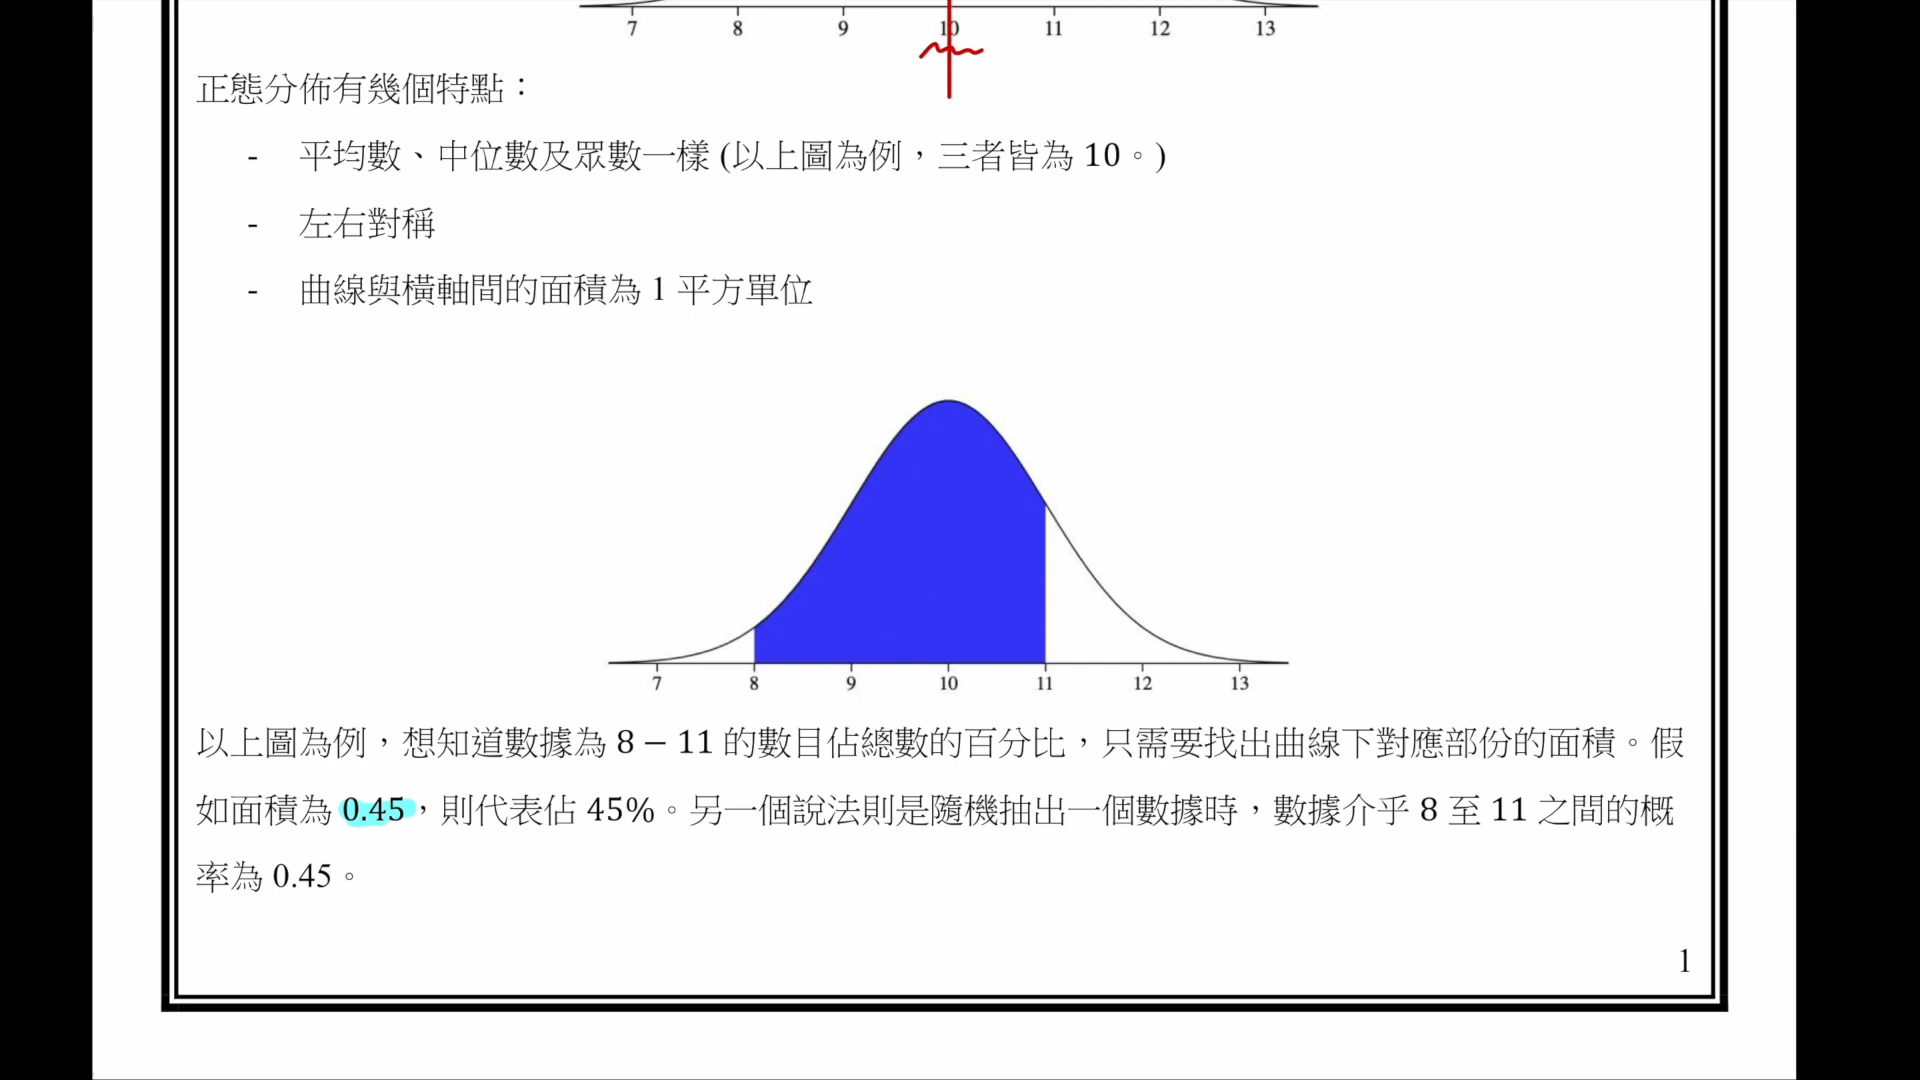 7 8 9 10 11 12 13
正態分佈有幾個特點：
- 平均數、中位數及眾數一樣 (以上圖為例，三者皆為 10。)
- 左右對稱
- 曲線與橫軸間的面積為 1 平方單位
7 8 9 10 11 12 13
以上圖為例，想知道數據為 8 – 11 的數目佔總數的百分比，只需要找出曲線下對應部份的面積。假
如面積為 0.45，則代表佔 45%。另一個說法則是隨機抽出一個數據時，數據介乎 8 至 11 之間的概
率為 0.45。
1